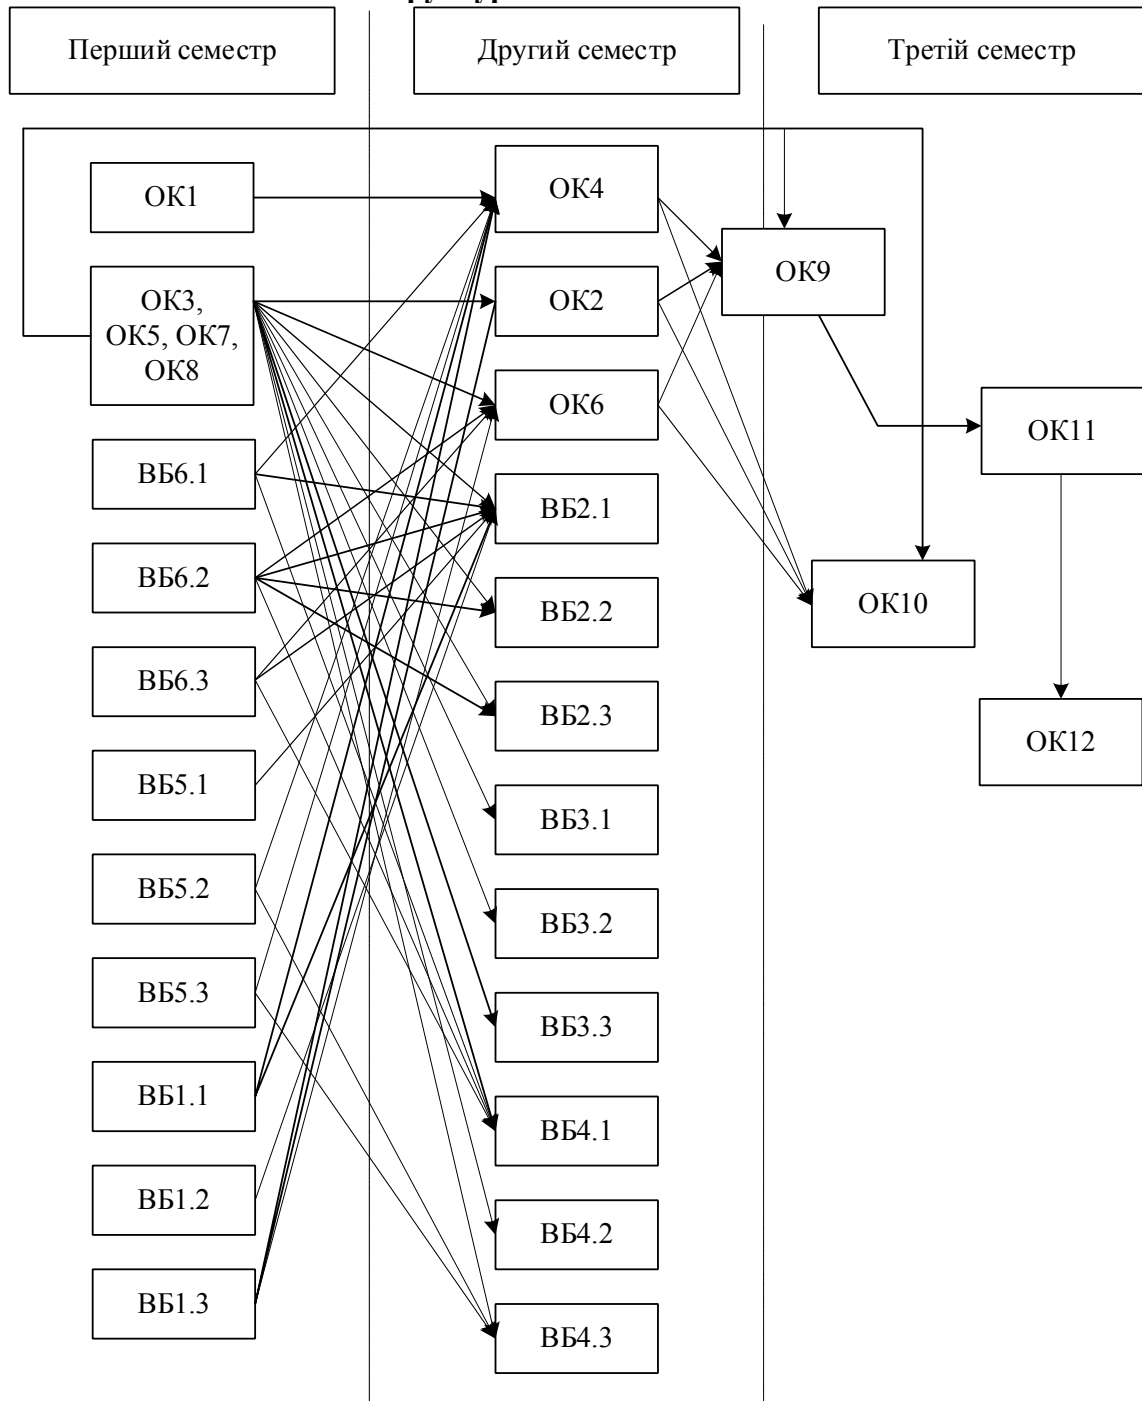 Перший семестр
Другий семестр
Третій семестр
ОК1
ОК3,
ОК5, ОК7,
ОК8
ВБ6.1
ВБ6.2
ВБ6.3
ВБ5.1
ВБ5.2
ВБ5.3
ВБ1.1
ВБ1.2
ВБ1.3
ОК4
ОК2
ОК6
ВБ2.1
ВБ2.2
ВБ2.3
ВБ3.1
ВБ3.2
ВБ3.3
ВБ4.1
ВБ4.2
ВБ4.3
ОК9
ОК10
ОК11
ОК12